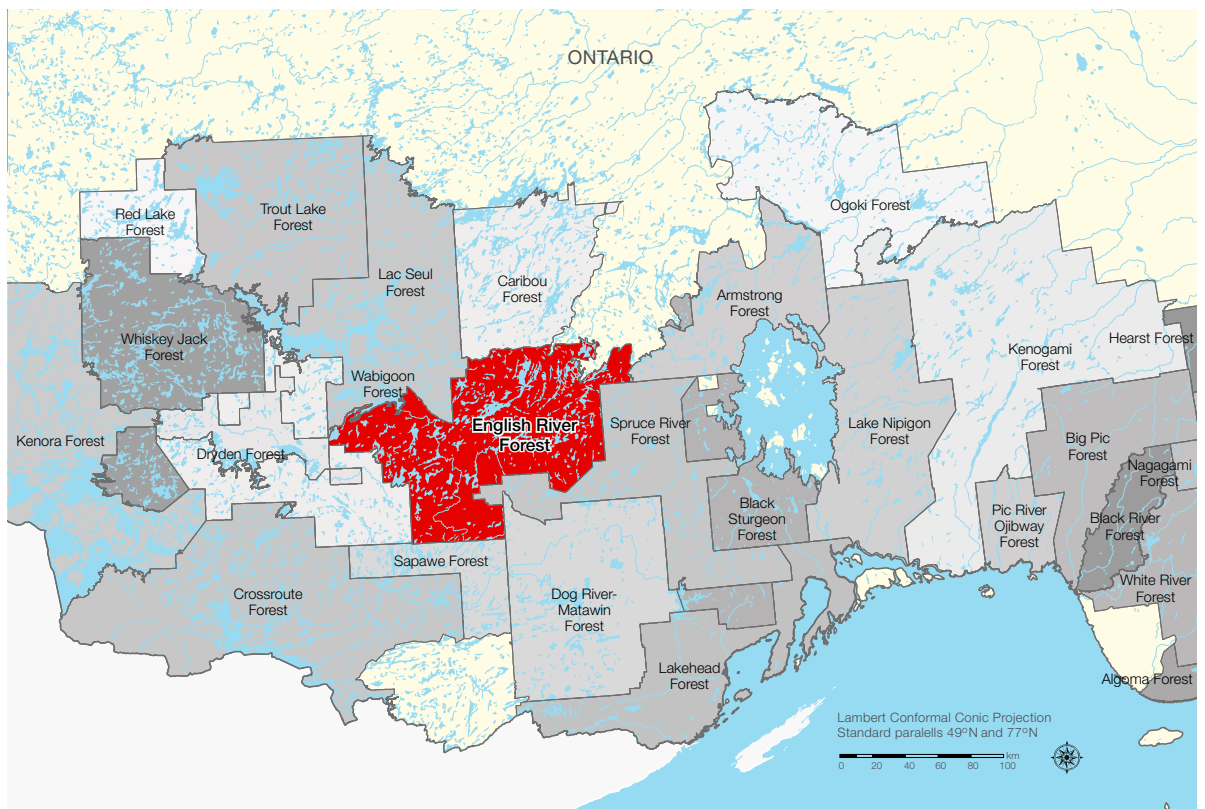 ONTARIO
Red Lake
Forest
Trout Lake
Forest
Ogoki Forest
Lac Seul
Forest
Caribou
Forest
Armstrong
Forest
Whiskey Jack
Forest
Hearst Forest
Kenogami
Forest
Wabigoon
Forest
English River
Forest
Spruce River
Forest
Lake Nipigon
Forest
Kenora Forest
Dryden Forest
Big Pic
Forest
Nagagami
Forest
Black
Sturgeon
Forest
Pic River
Ojibway
Forest
Black River
Forest
Sapawe Forest
White River
Forest
Crossroute
Forest
Dog River-
Matawin
Forest
Lakehead
Forest
Algoma Forest
Lambert Conformal Conic Projection
Standard paralells 49ºN and 77ºN
km
0 20 40 60 80 100